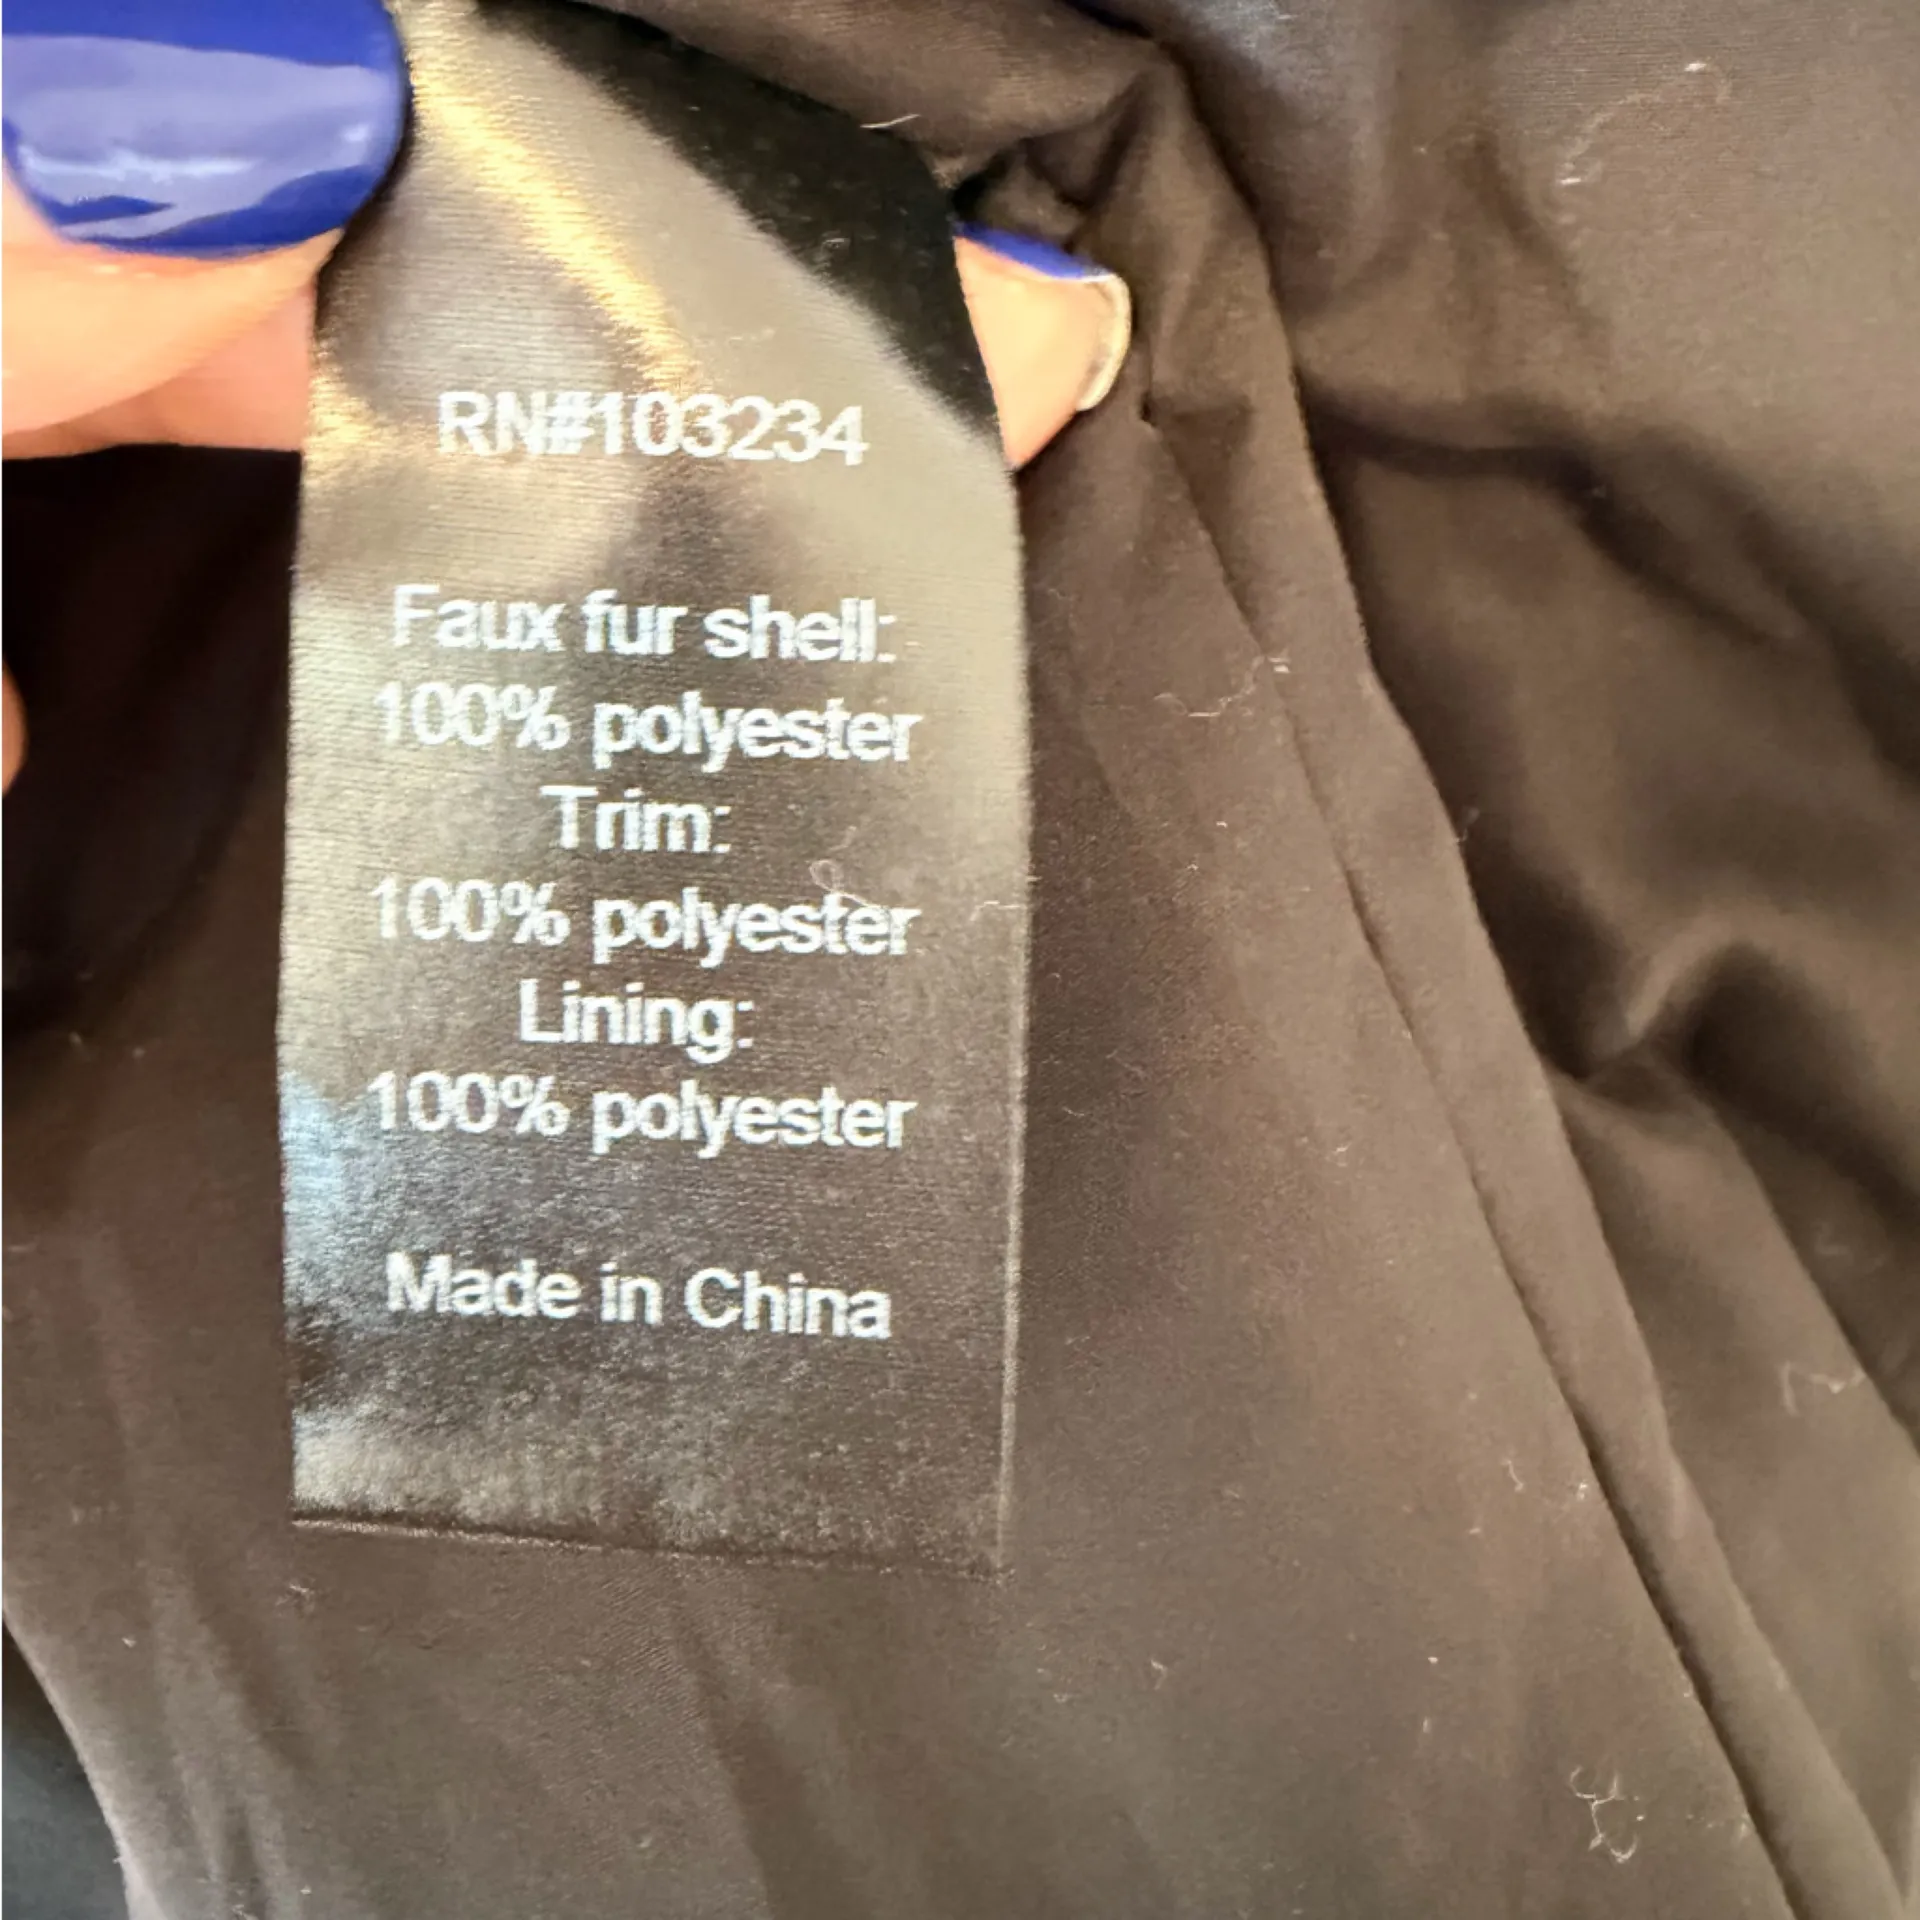 RN#103234
Faux fur shell:
100% polyester
Trim:
100% polyester
Lining:
100% polyester
Made in China